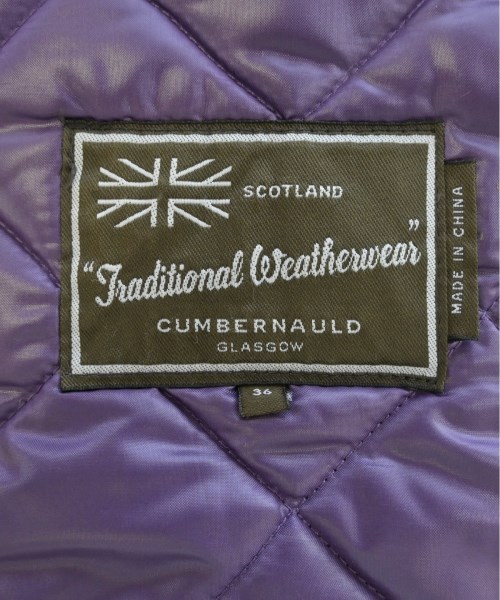 SCOTLAND
"Traditional Weatherwear"
CUMBERNAULD
GLASGOW
MADE IN CHINA
36